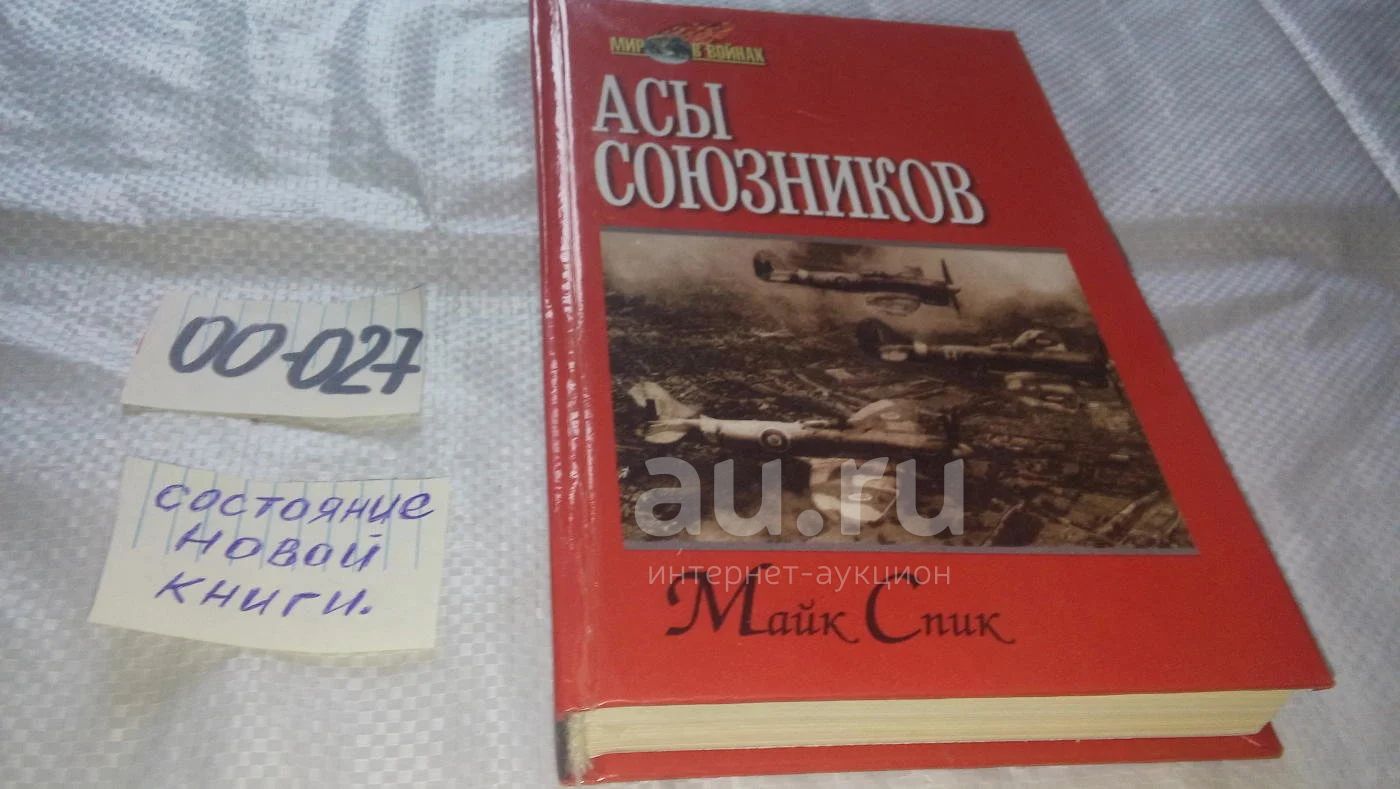 МИР В ВОЙНАХ
АСЫ
СОЮЗНИКОВ
au.ru
интернет-аукцион
Майк Спик
00-027
состояние
новой
книги.